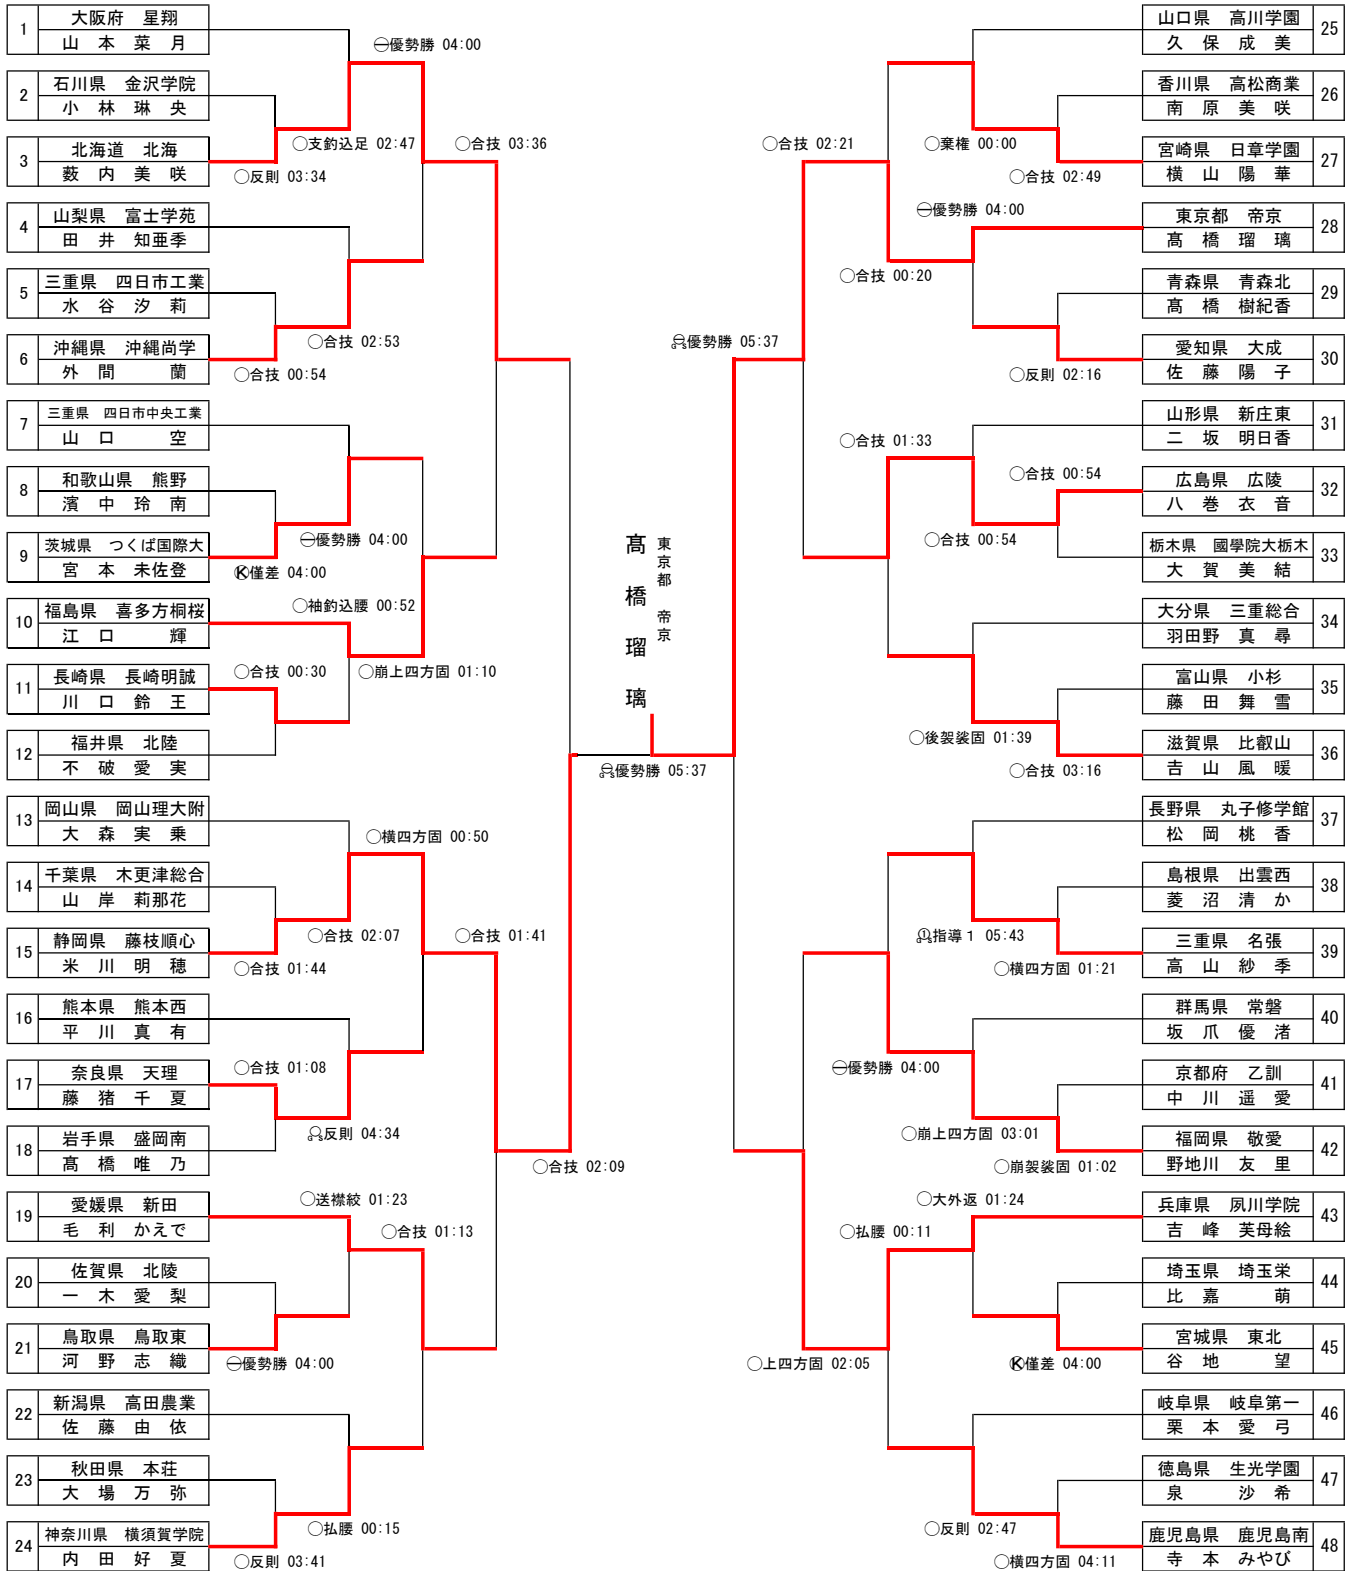 1
大阪府　星翔
山　本　菜　月
2
石川県　金沢学院
小　林　琳　央
3
北海道　北海
薮　内　美　咲
4
山梨県　富士学苑
田　井　知亜季
5
三重県　四日市工業
水　谷　汐　莉
6
沖縄県　沖縄尚学
外　間　　　蘭
7
三重県　四日市中央工業
山　口　　　空
8
和歌山県　熊野
濱　中　玲　南
9
茨城県　つくば国際大
宮　本　未佐登
10
福島県　喜多方桐桜
江　口　　　輝
11
長崎県　長崎明誠
川　口　鈴　王
12
福井県　北陸
不　破　愛　実
13
岡山県　岡山理大附
大　森　実　乗
14
千葉県　木更津総合
山　岸　莉那花
15
静岡県　藤枝順心
米　川　明　穂
16
熊本県　熊本西
平　川　真　有
17
奈良県　天理
藤　猪　千　夏
18
岩手県　盛岡南
髙　橋　唯　乃
19
愛媛県　新田
毛　利　かえで
20
佐賀県　北陵
一　木　愛　梨
21
鳥取県　鳥取東
河　野　志　織
22
新潟県　高田農業
佐　藤　由　依
23
秋田県　本荘
大　場　万　弥
24
神奈川県　横須賀学院
内　田　好　夏
㊀優勢勝 04:00
○支釣込足 02:47
○反則 03:34
○合技 03:36
○合技 02:53
○合技 00:54
㊀優勢勝 04:00
Ⓚ僅差 04:00
○袖釣込腰 00:52
○合技 00:30
○崩上四方固 01:10
○横四方固 00:50
○合技 02:07
○合技 01:44
○合技 01:41
○合技 01:08
反則 04:34
○合技 02:09
○送襟絞 01:23
○合技 01:13
㊀優勢勝 04:00
○払腰 00:15
○反則 03:41
髙　橋　瑠　璃
東京都　帝京
優勢勝 05:37
優勢勝 05:37
○合技 02:21
○棄権 00:00
○合技 02:49
㊀優勢勝 04:00
○合技 00:20
○反則 02:16
○合技 01:33
○合技 00:54
○合技 00:54
○後袈裟固 01:39
○合技 03:16
指導１ 05:43
○横四方固 01:21
㊀優勢勝 04:00
○崩上四方固 03:01
○崩袈裟固 01:02
○大外返 01:24
○払腰 00:11
○上四方固 02:05
Ⓚ僅差 04:00
○反則 02:47
○横四方固 04:11
山口県　高川学園
久　保　成　美
25
香川県　高松商業
南　原　美　咲
26
宮崎県　日章学園
横　山　陽　華
27
東京都　帝京
髙　橋　瑠　璃
28
青森県　青森北
髙　橋　樹紀香
29
愛知県　大成
佐　藤　陽　子
30
山形県　新庄東
二　坂　明日香
31
広島県　広陵
八　巻　衣　音
32
栃木県　國學院大栃木
大　賀　美　結
33
大分県　三重総合
羽田野　真　尋
34
富山県　小杉
藤　田　舞　雪
35
滋賀県　比叡山
吉　山　風　暖
36
長野県　丸子修学館
松　岡　桃　香
37
島根県　出雲西
菱　沼　清　か
38
三重県　名張
高　山　紗　季
39
群馬県　常磐
坂　爪　優　渚
40
京都府　乙訓
中　川　遥　愛
41
福岡県　敬愛
野地川　友　里
42
兵庫県　夙川学院
吉　峰　芙母絵
43
埼玉県　埼玉栄
比　嘉　　　萌
44
宮城県　東北
谷　地　　　望
45
岐阜県　岐阜第一
栗　本　愛　弓
46
徳島県　生光学園
泉　　　沙　希
47
鹿児島県　鹿児島南
寺　本　みやび
48